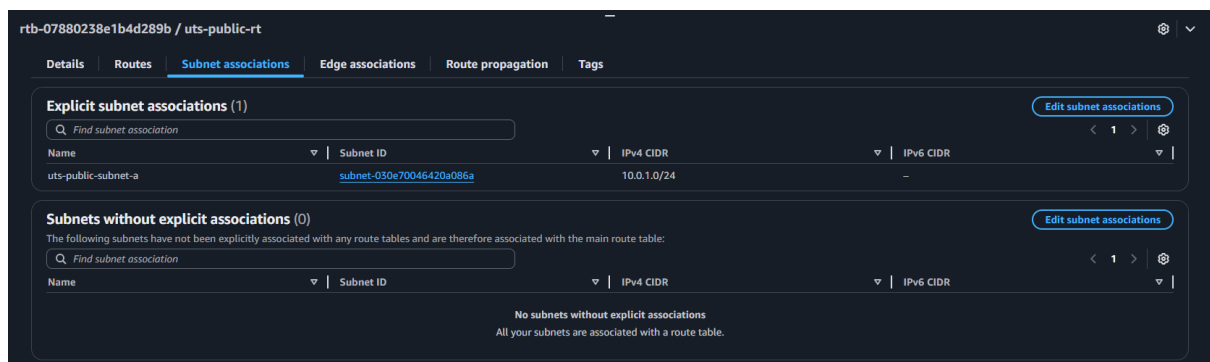 rtb-07880238e1b4d289b / uts-public-rt
Details Routes Subnet associations Edge associations Route propagation Tags
Explicit subnet associations (1) Edit subnet associations
Find subnet association < 1 >
Name Subnet ID IPv4 CIDR IPv6 CIDR
uts-public-subnet-a subnet-030e70046420a086a 10.0.1.0/24 –
Subnets without explicit associations (0) Edit subnet associations
The following subnets have not been explicitly associated with any route tables and are therefore associated with the main route table:
Find subnet association < 1 >
Name Subnet ID IPv4 CIDR IPv6 CIDR
No subnets without explicit associations
All your subnets are associated with a route table.